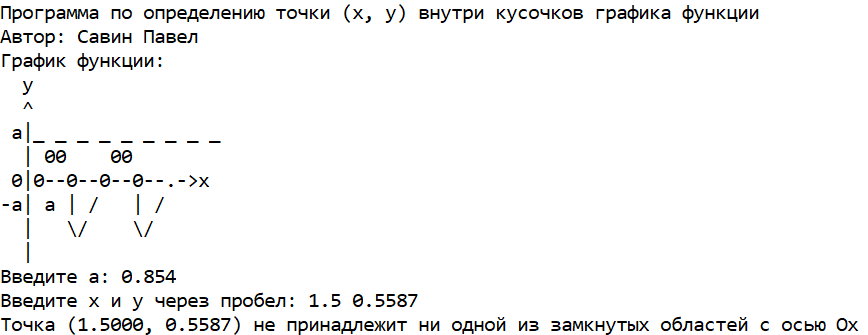 Программа по определению точки (x, y) внутри кусочков графика функции
Автор: Савин Павел
График функции:
  y
  ^
 a|_ _ _ _ _ _ _ _ _
  | 00    00
 0|0--0--0--0--.->x
-a| a | /   | /
  |   \/    \/
  |
Введите a: 0.854
Введите x и y через пробел: 1.5 0.5587
Точка (1.5000, 0.5587) не принадлежит ни одной из замкнутых областей с осью Ox